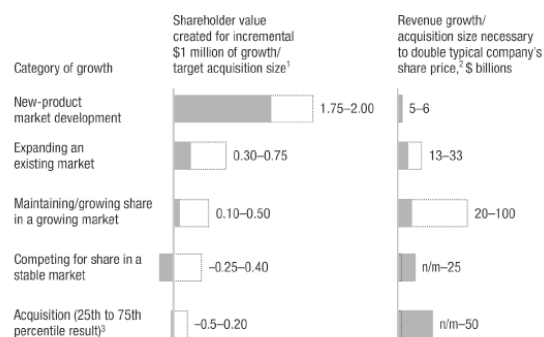 Category of growth
Shareholder value
created for incremental
$1 million of growth/
target acquisition size¹
Revenue growth/
acquisition size necessary
to double typical company's
share price,² $ billions
New-product
market development
1.75–2.00
5–6
Expanding an
existing market
0.30–0.75
13–33
Maintaining/growing share
in a growing market
0.10–0.50
20–100
Competing for share in a
stable market
–0.25–0.40
n/m–25
Acquisition (25th to 75th
percentile result)³
–0.5–0.20
n/m–50